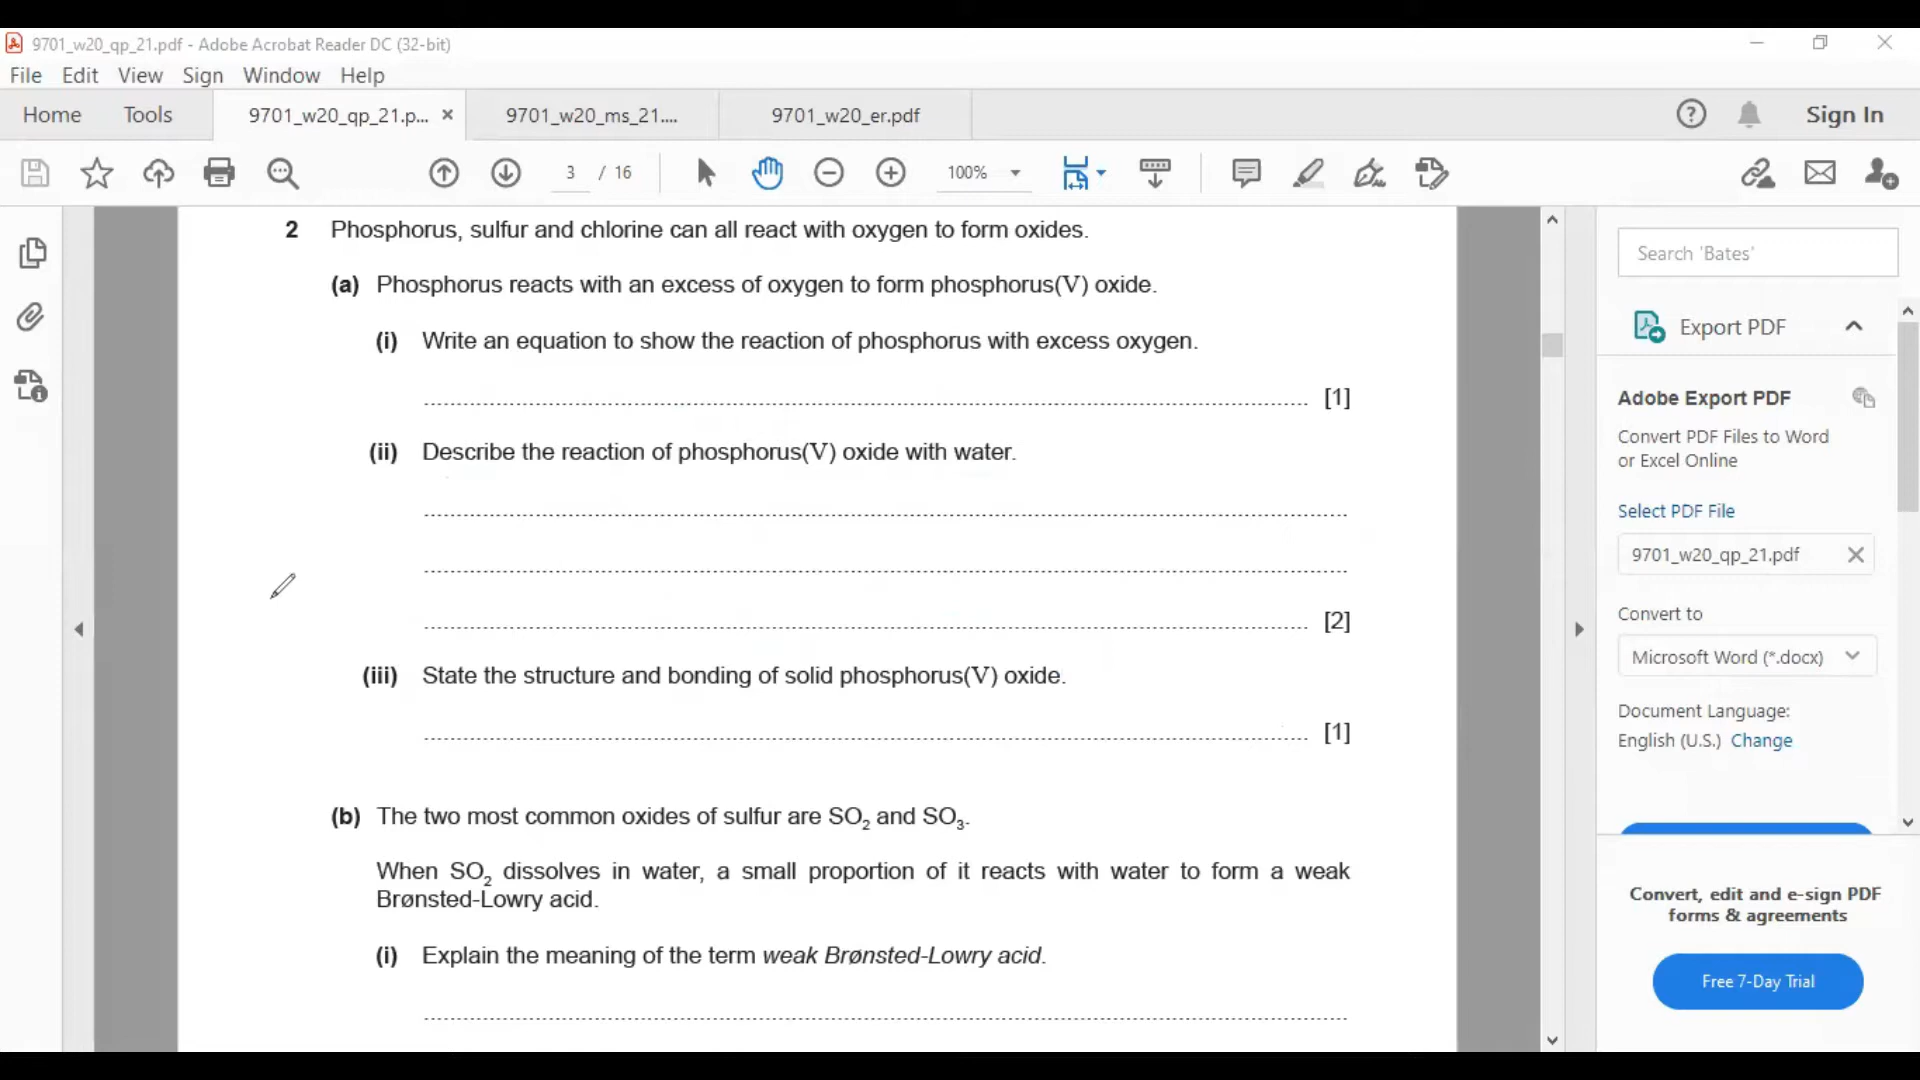 9701_w20_qp_21.pdf - Adobe Acrobat Reader DC (32-bit)
File Edit View Sign Window Help
Home Tools 9701_w20_qp_21.p... × 9701_w20_ms_21.... 9701_w20_er.pdf Sign In
3 / 16 100%
2 Phosphorus, sulfur and chlorine can all react with oxygen to form oxides.
(a) Phosphorus reacts with an excess of oxygen to form phosphorus(V) oxide.
(i) Write an equation to show the reaction of phosphorus with excess oxygen.
[1]
(ii) Describe the reaction of phosphorus(V) oxide with water.
[2]
(iii) State the structure and bonding of solid phosphorus(V) oxide.
[1]
(b) The two most common oxides of sulfur are SO₂ and SO₃.
When SO₂ dissolves in water, a small proportion of it reacts with water to form a weak
Brønsted-Lowry acid.
(i) Explain the meaning of the term weak Brønsted-Lowry acid.
Search 'Bates'
Export PDF
Adobe Export PDF
Convert PDF Files to Word
or Excel Online
Select PDF File
9701_w20_qp_21.pdf
Convert to
Microsoft Word (*.docx)
Document Language:
English (U.S.) Change
Convert, edit and e-sign PDF
forms & agreements
Free 7-Day Trial